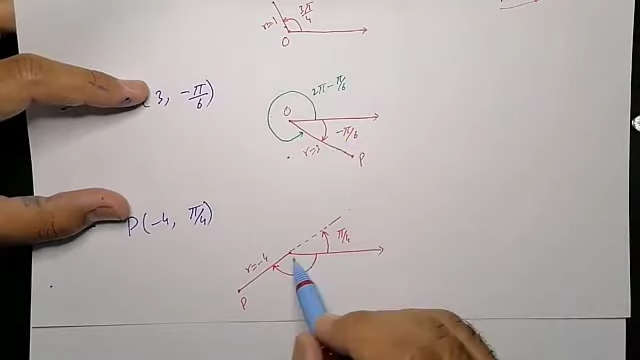 3π/4
r=1
O
(3, -π/6)
2π-π/6
O
-π/6
r=3
P
P(-4, π/4)
π/4
r=-4
P